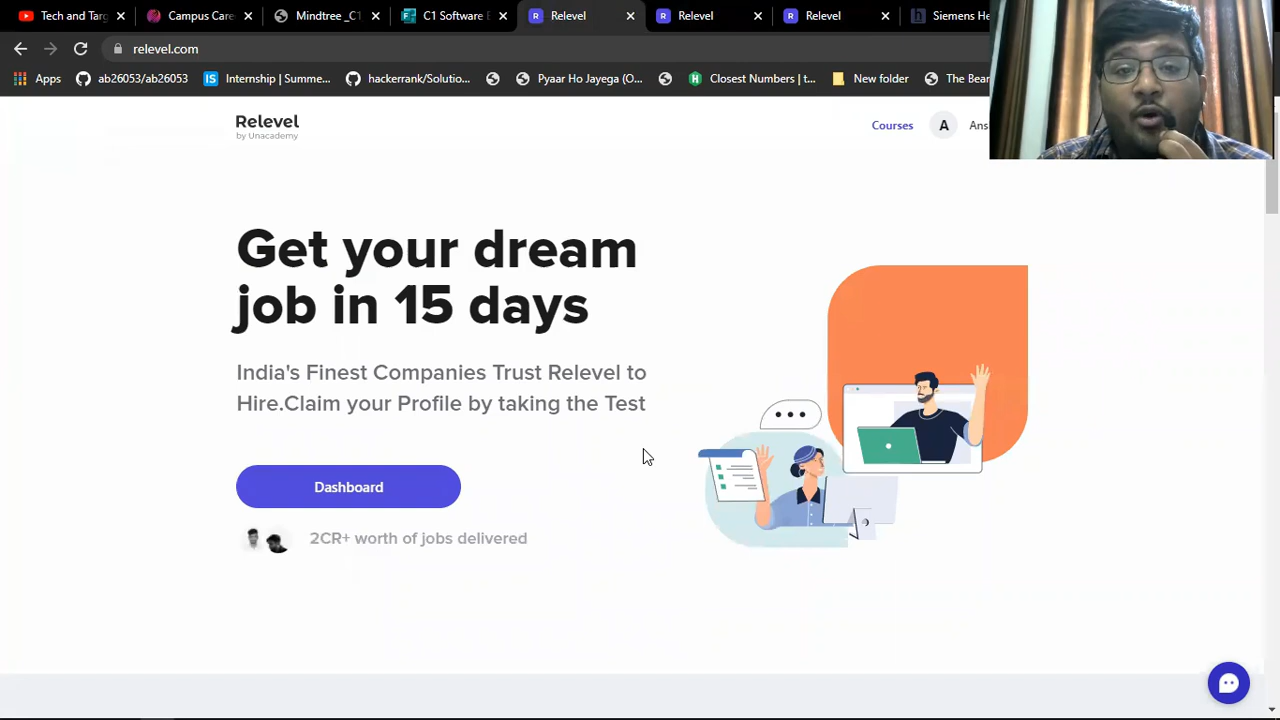 Tech and Targ
Campus Care
Mindtree _C1
C1 Software
Relevel
Relevel
Relevel
Siemens He
relevel.com
Apps
ab26053/ab26053
IS
Internship | Summe...
hackerrank/Solutio...
Pyaar Ho Jayega (O...
H
Closest Numbers | t...
New folder
The Bear
Relevel
by Unacademy
Courses
A
Ans
Get your dream
job in 15 days
India's Finest Companies Trust Relevel to
Hire.Claim your Profile by taking the Test
Dashboard
2CR+ worth of jobs delivered